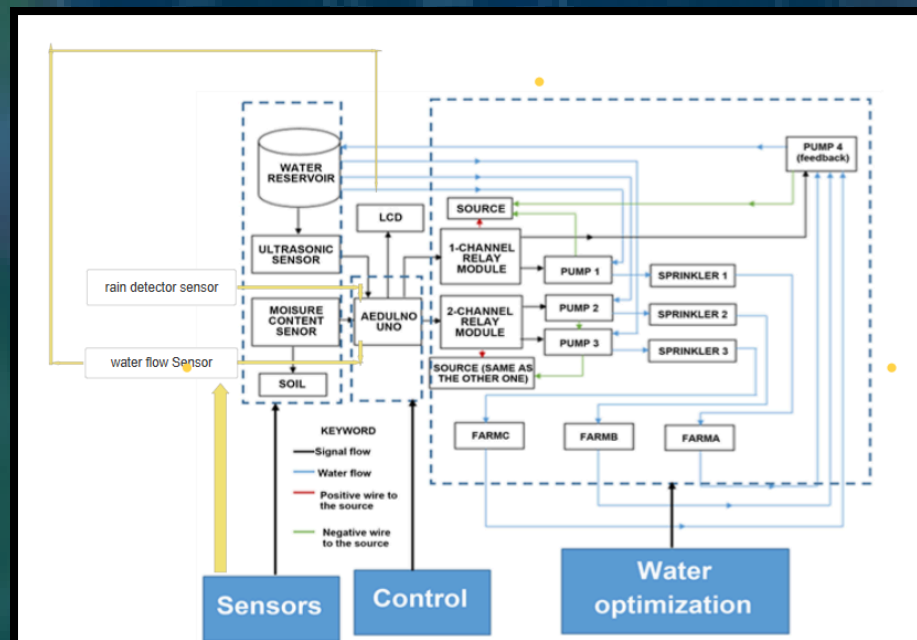 WATER
RESERVOIR
PUMP 4
(feedback)
LCD
SOURCE
ULTRASONIC
SENSOR
1-CHANNEL
RELAY
MODULE
PUMP 1
SPRINKLER 1
rain detector sensor
MOISURE
CONTENT
SENOR
AEDULNO
UNO
2-CHANNEL
RELAY
MODULE
PUMP 2
SPRINKLER 2
PUMP 3
SPRINKLER 3
water flow Sensor
SOIL
SOURCE (SAME AS
THE OTHER ONE)
FARMC
FARMB
FARMA
KEYWORD
Signal flow
Water flow
Positive wire to
the source
Negative wire
to the source
Sensors
Control
Water
optimization